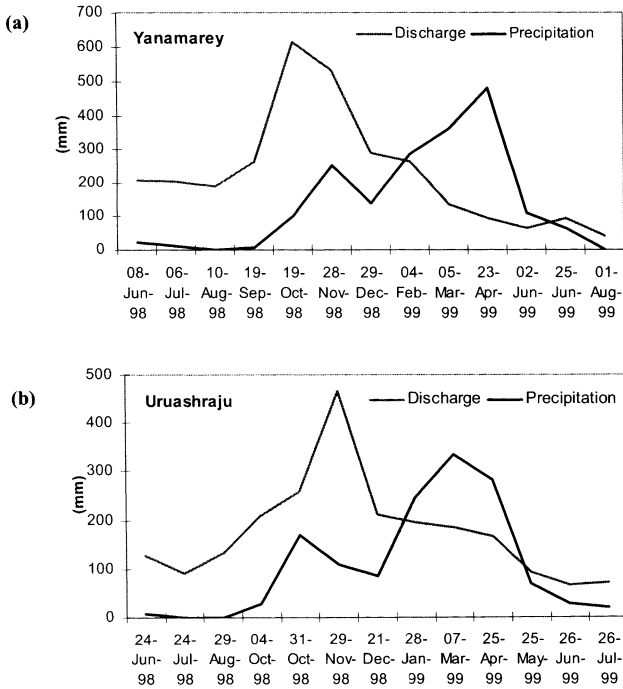 (a)
Yanamarey
Discharge Precipitation
(mm)
700
600
500
400
300
200
100
0
08- 06- 10- 19- 19- 28- 29- 04- 05- 23- 02- 25- 01-
Jun- Jul- Aug- Sep- Oct- Nov- Dec- Feb- Mar- Apr- Jun- Jun- Aug-
98 98 98 98 98 98 98 99 99 99 99 99 99
(b)
Uruashraju
Discharge Precipitation
(mm)
500
400
300
200
100
0
24- 24- 29- 04- 31- 29- 21- 28- 07- 25- 25- 26- 26-
Jun- Jul- Aug- Oct- Oct- Nov- Dec- Jan- Mar- Apr- May- Jun- Jul-
98 98 98 98 98 98 98 99 99 99 99 99 99